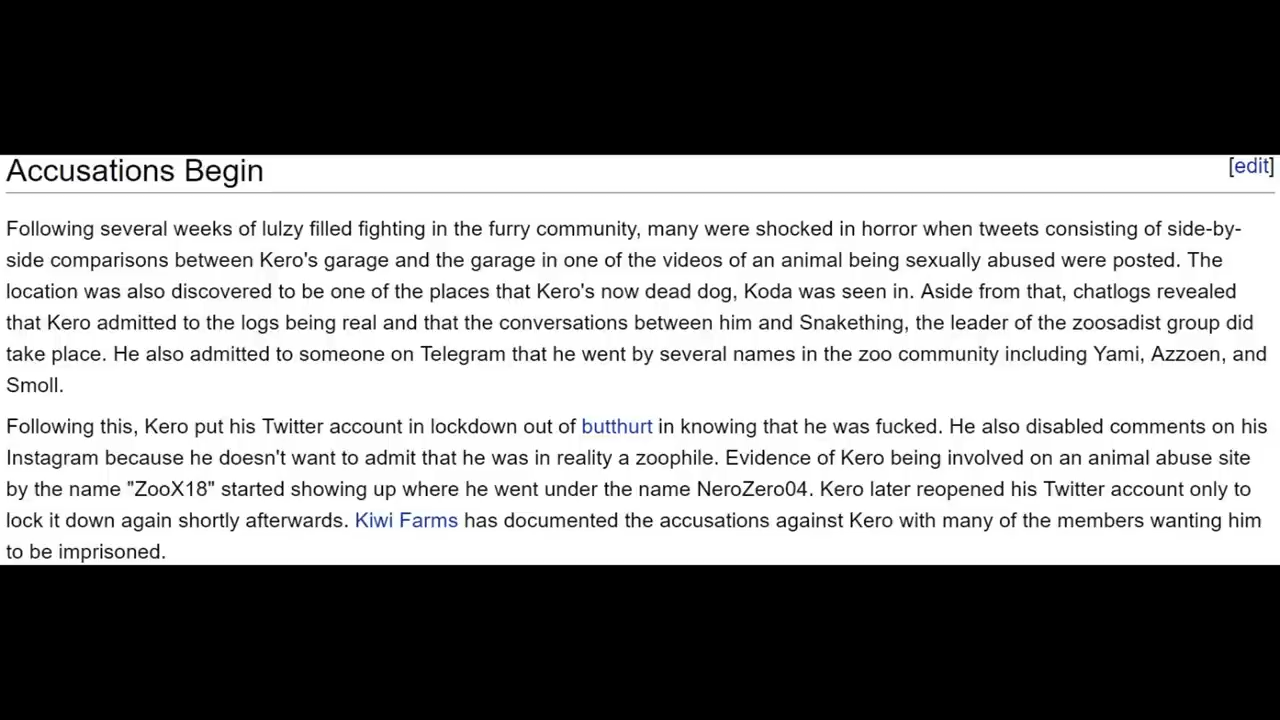 Accusations Begin
[edit]
Following several weeks of lulzy filled fighting in the furry community, many were shocked in horror when tweets consisting of side-by-
side comparisons between Kero's garage and the garage in one of the videos of an animal being sexually abused were posted. The
location was also discovered to be one of the places that Kero's now dead dog, Koda was seen in. Aside from that, chatlogs revealed
that Kero admitted to the logs being real and that the conversations between him and Snakething, the leader of the zoosadist group did
take place. He also admitted to someone on Telegram that he went by several names in the zoo community including Yami, Azzoen, and
Smoll.
Following this, Kero put his Twitter account in lockdown out of butthurt in knowing that he was fucked. He also disabled comments on his
Instagram because he doesn't want to admit that he was in reality a zoophile. Evidence of Kero being involved on an animal abuse site
by the name "ZooX18" started showing up where he went under the name NeroZero04. Kero later reopened his Twitter account only to
lock it down again shortly afterwards. Kiwi Farms has documented the accusations against Kero with many of the members wanting him
to be imprisoned.